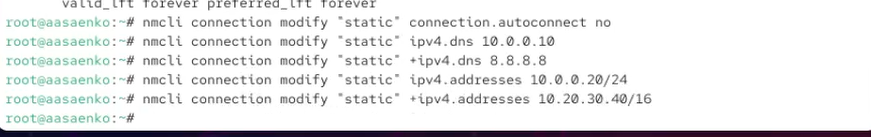 valid_lft forever preferred_lft forever
root@aasaenko:~# nmcli connection modify "static" connection.autoconnect no
root@aasaenko:~# nmcli connection modify "static" ipv4.dns 10.0.0.10
root@aasaenko:~# nmcli connection modify "static" +ipv4.dns 8.8.8.8
root@aasaenko:~# nmcli connection modify "static" ipv4.addresses 10.0.0.20/24
root@aasaenko:~# nmcli connection modify "static" +ipv4.addresses 10.20.30.40/16
root@aasaenko:~#